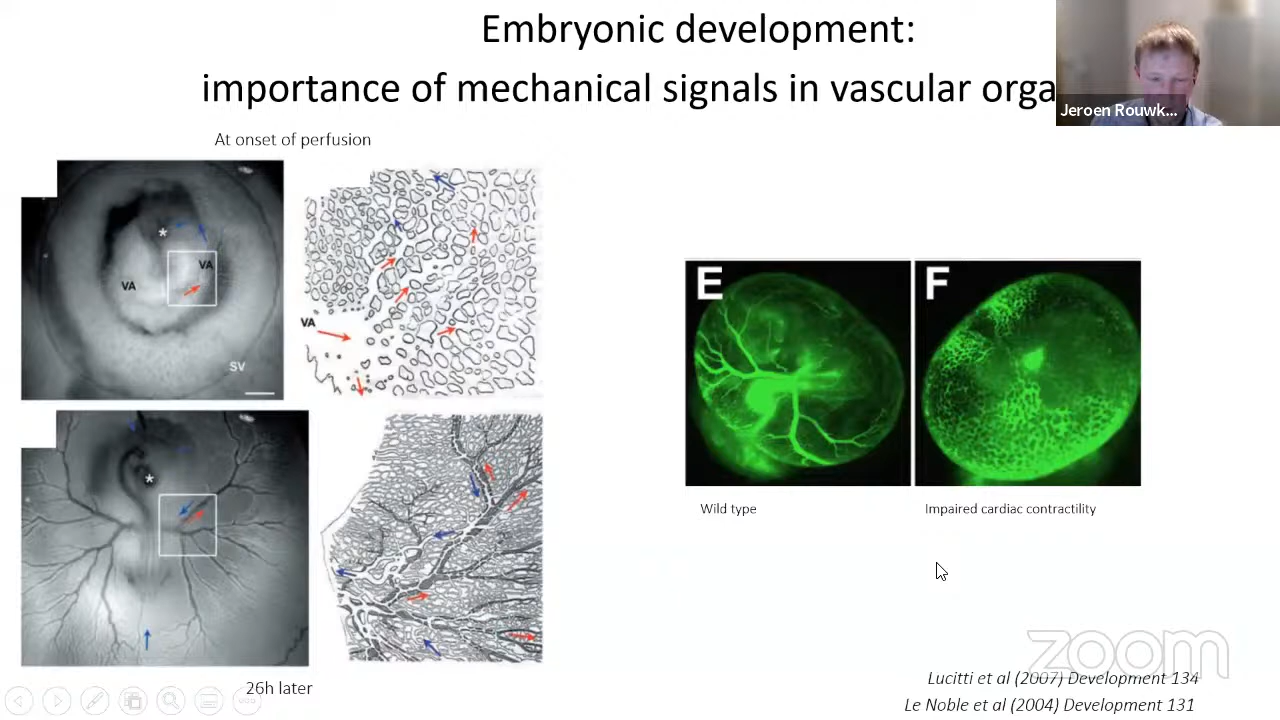 Embryonic development:
importance of mechanical signals in vascular orga
Jeroen Rouwk...
At onset of perfusion
*
VA
VA
SV
VA
E
F
Wild type
Impaired cardiac contractility
*
26h later
zoom
Lucitti et al (2007) Development 134
Le Noble et al (2004) Development 131